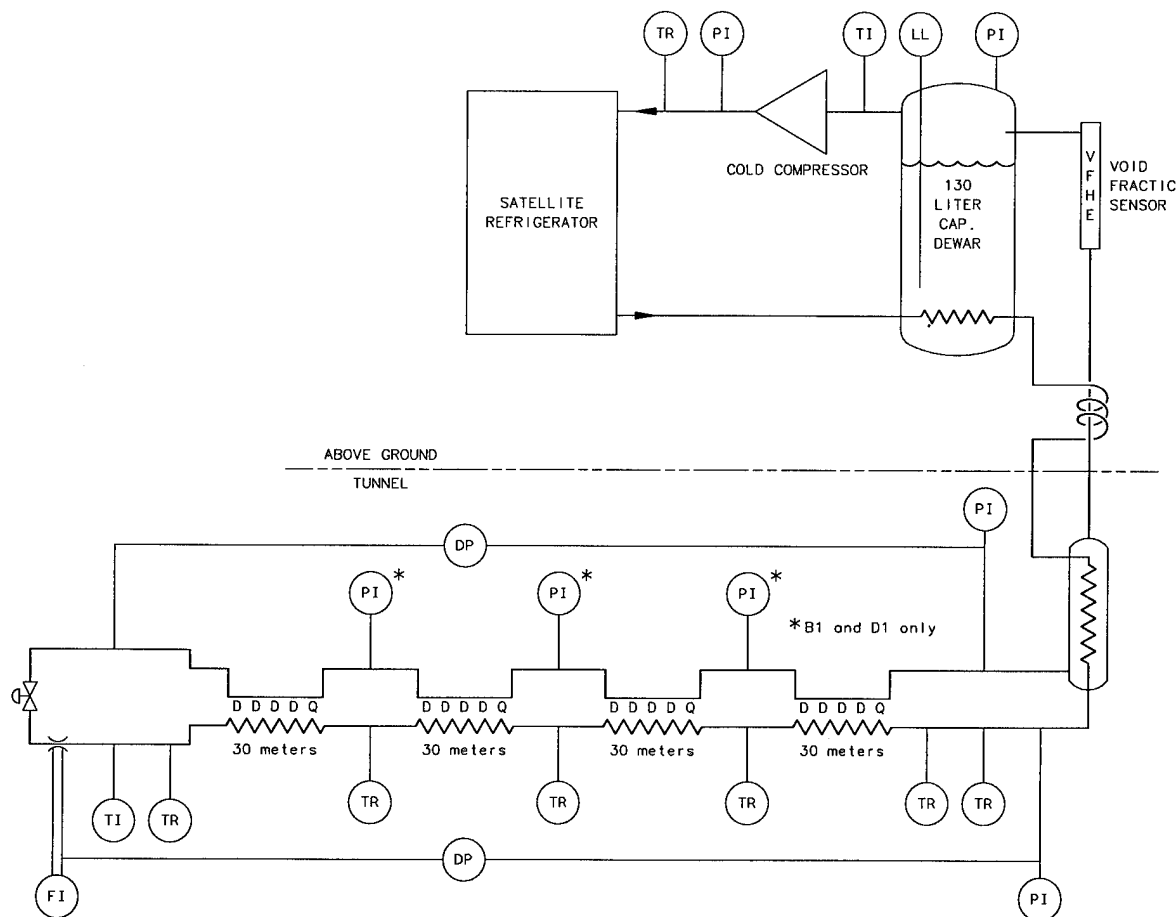 TR PI TI LL PI
COLD COMPRESSOR
SATELLITE
REFRIGERATOR
130
LITER
CAP.
DEWAR
VFHE
VOID
FRACTIC
SENSOR
ABOVE GROUND
TUNNEL
PI
DP
PI* PI* PI*
*B1 and D1 only
D D D D Q D D D D Q D D D D Q D D D D Q
30 meters 30 meters 30 meters 30 meters
TI TR TR TR TR TR TR
DP
FI PI